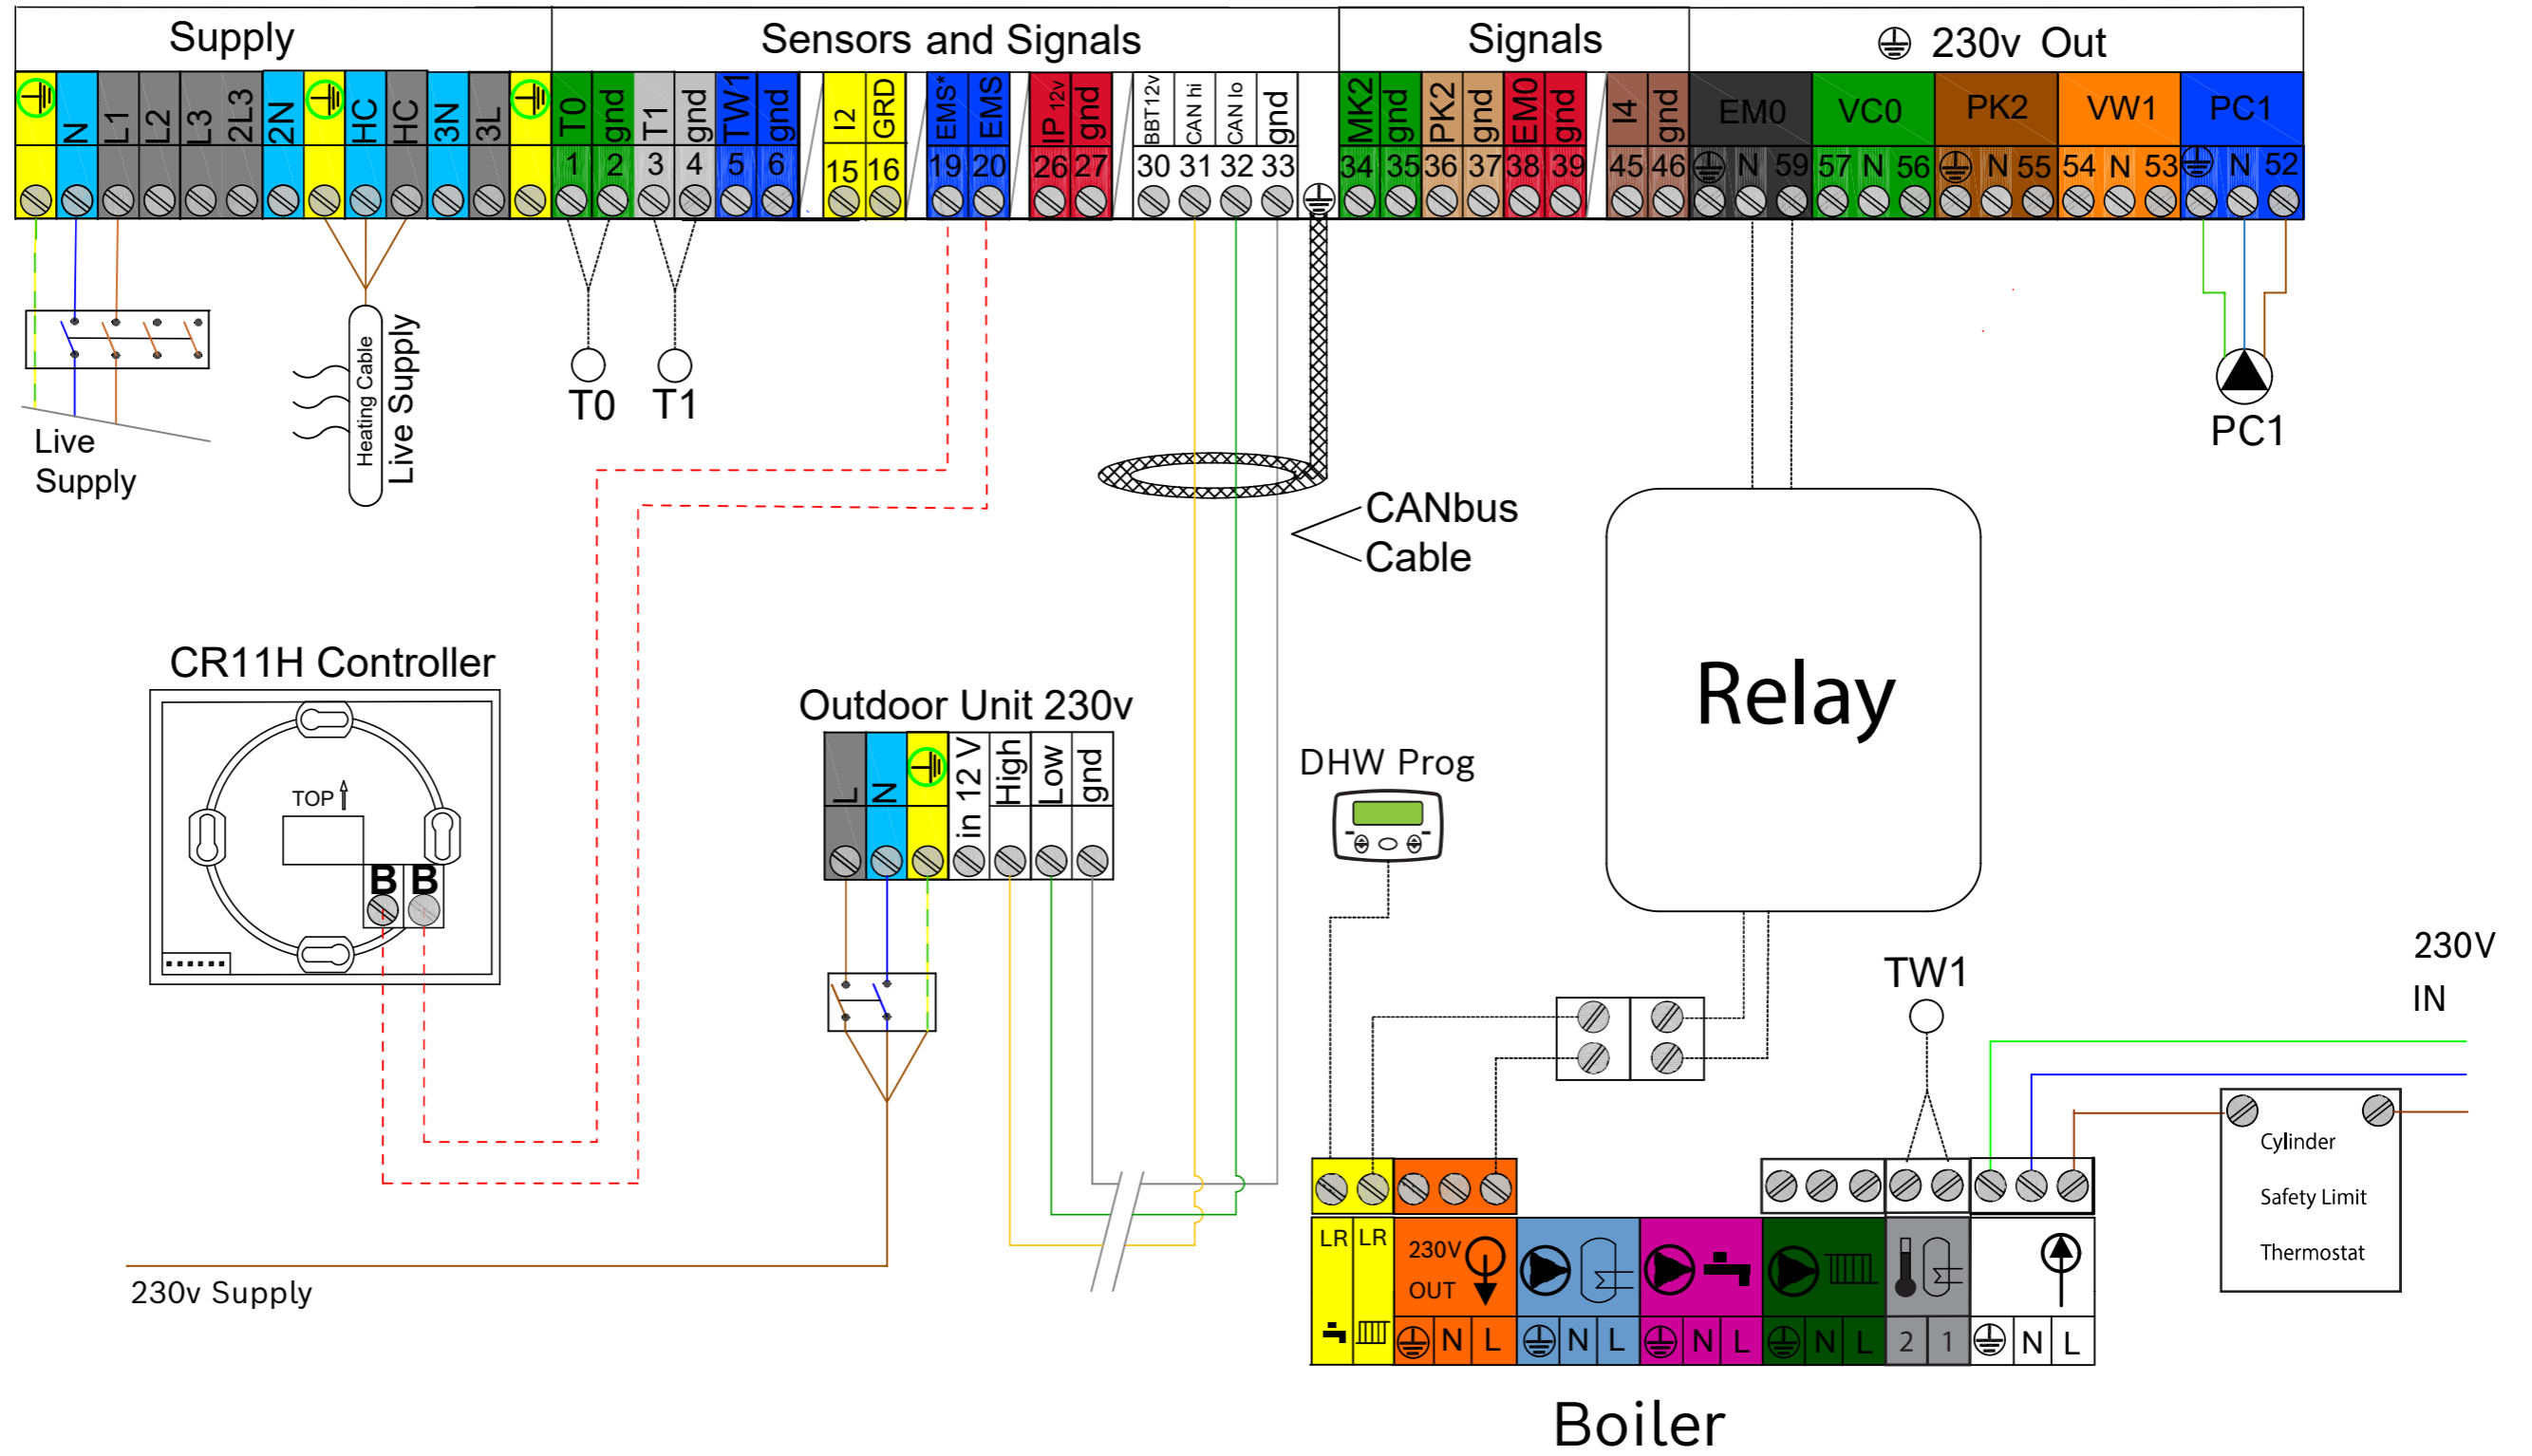 Supply
Sensors and Signals
Signals
230v Out
N
L1
L2
L3
2L3
2N
HC
HC
3N
3L
T0
gnd
T1
gnd
TW1
gnd
I2
GRD
EMS*
EMS
IP 12v
gnd
BBT12v
CAN hi
CAN lo
gnd
MK2
gnd
PK2
gnd
EM0
gnd
I4
gnd
EM0
VC0
PK2
VW1
PC1
1 2 3 4 5 6 15 16 19 20 26 27 30 31 32 33 34 35 36 37 38 39 45 46 N 59 57 N 56 N 55 54 N 53 N 52
Live
Supply
Heating Cable
Live Supply
T0
T1
PC1
CANbus
Cable
CR11H Controller
TOP
B B
Outdoor Unit 230v
L
N
in 12 V
High
Low
gnd
230v Supply
Relay
DHW Prog
TW1
230V
IN
Cylinder
Safety Limit
Thermostat
LR LR
230V
OUT
N L N L N L N L 2 1 N L
Boiler